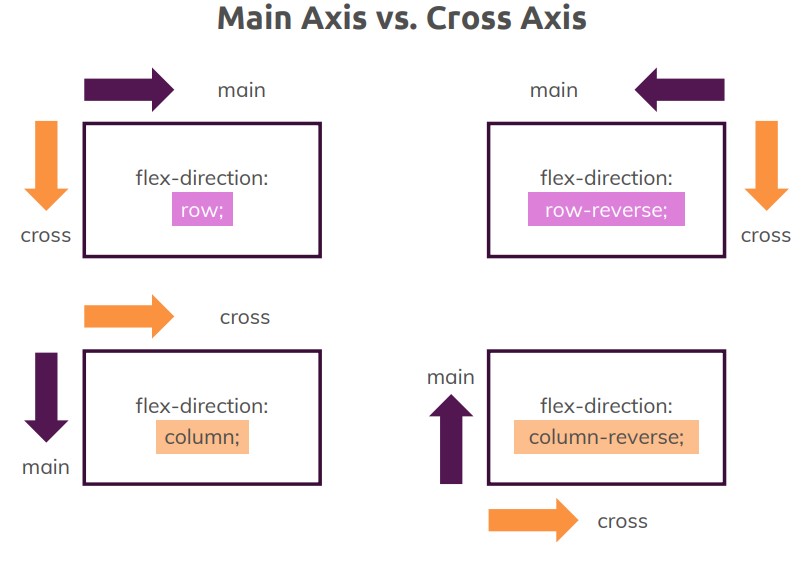 Main Axis vs. Cross Axis
main
cross
flex-direction:
row;
main
cross
flex-direction:
row-reverse;
cross
main
flex-direction:
column;
main
flex-direction:
column-reverse;
cross